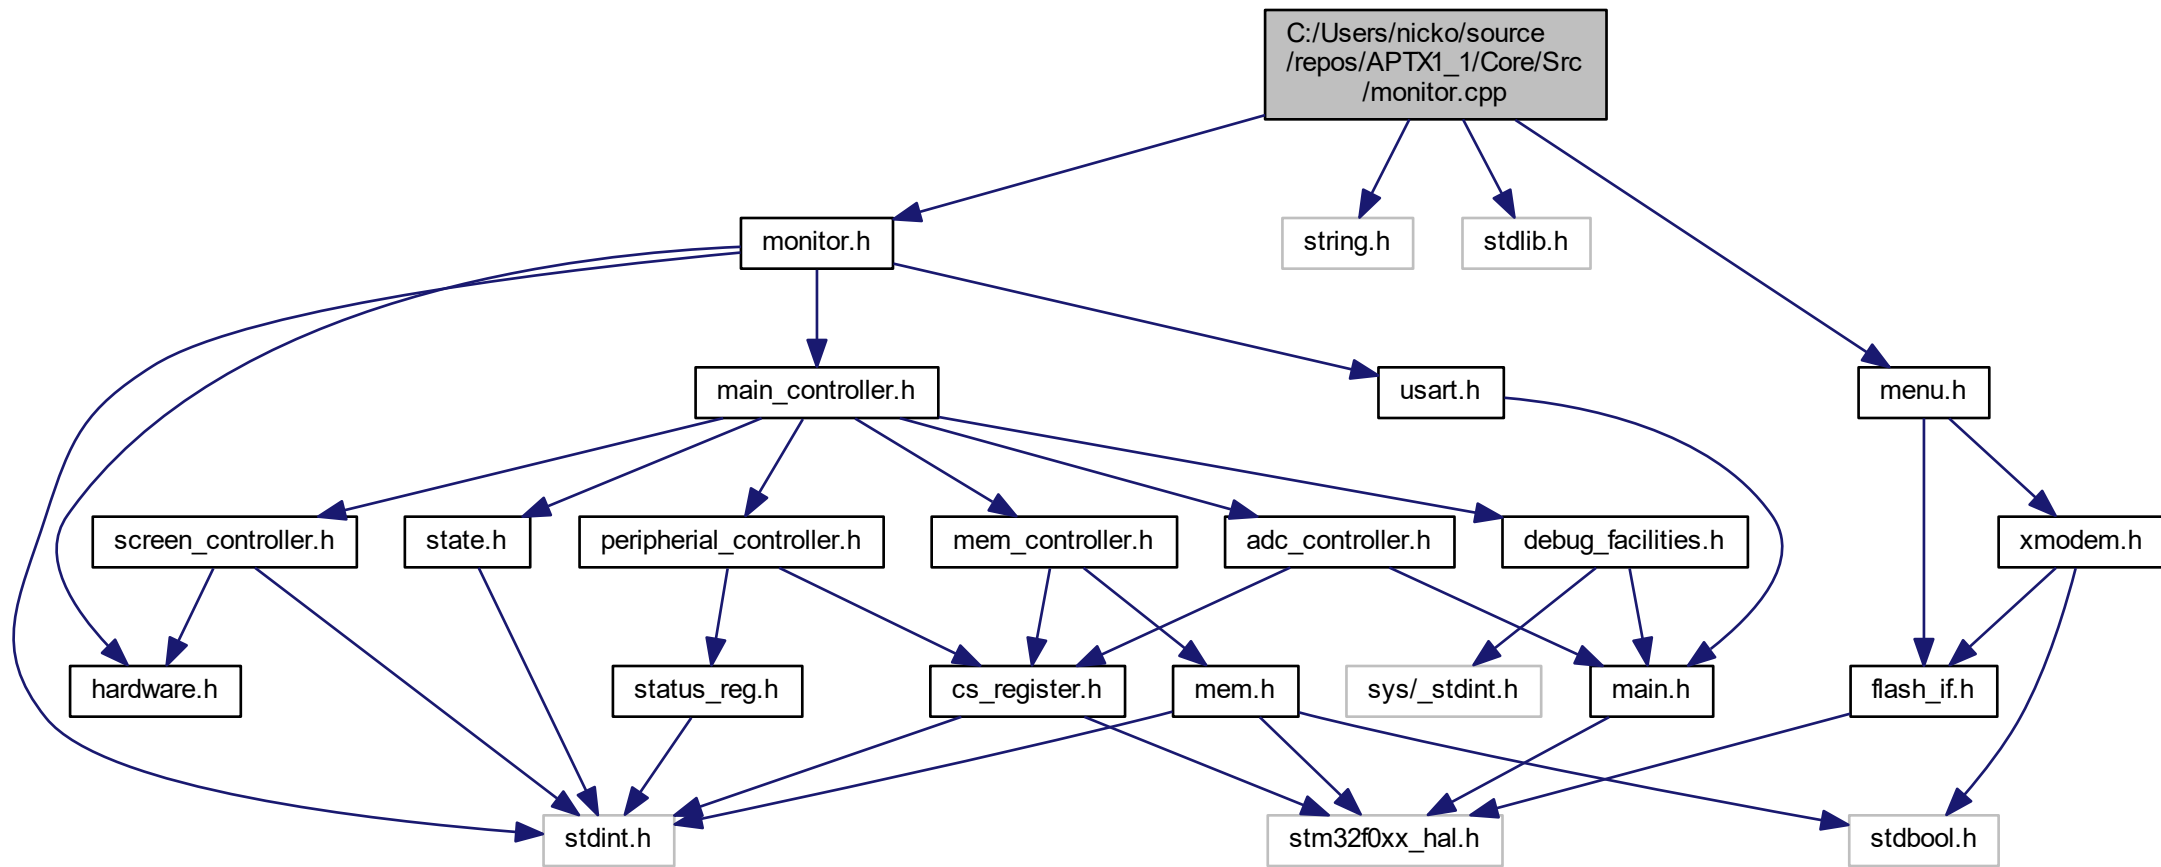 C:/Users/nicko/source
/repos/APTX1_1/Core/Src
/monitor.cpp
monitor.h
string.h
stdlib.h
main_controller.h
usart.h
menu.h
screen_controller.h
state.h
peripherial_controller.h
mem_controller.h
adc_controller.h
debug_facilities.h
xmodem.h
hardware.h
status_reg.h
cs_register.h
mem.h
sys/_stdint.h
main.h
flash_if.h
stdint.h
stm32f0xx_hal.h
stdbool.h